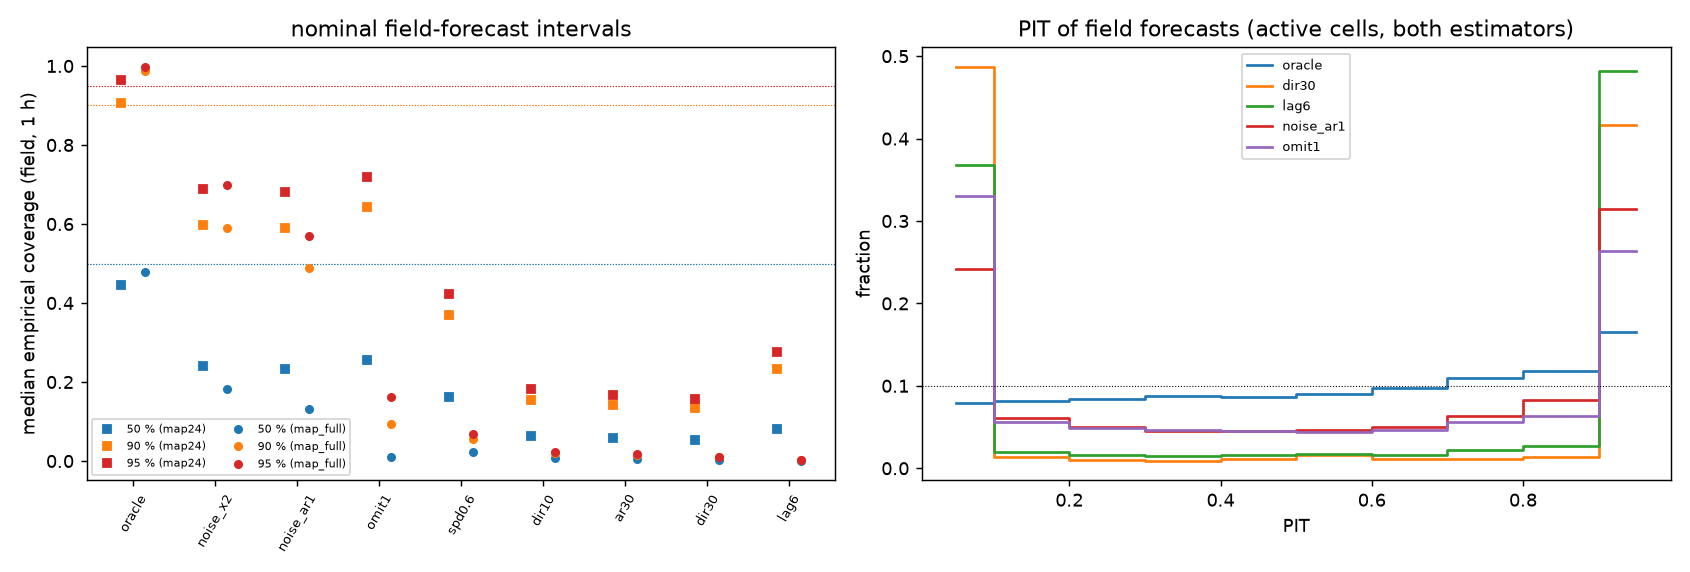 nominal field-forecast intervals
median empirical coverage (field, 1 h)
1.0
0.8
0.6
0.4
0.2
0.0
50 % (map24)
90 % (map24)
95 % (map24)
50 % (map_full)
90 % (map_full)
95 % (map_full)
oracle
noise_x2
noise_ar1
omit1
spd0.6
dir10
ar30
dir30
lag6
PIT of field forecasts (active cells, both estimators)
fraction
0.5
0.4
0.3
0.2
0.1
0.0
oracle
dir30
lag6
noise_ar1
omit1
0.2
0.4
0.6
0.8
PIT